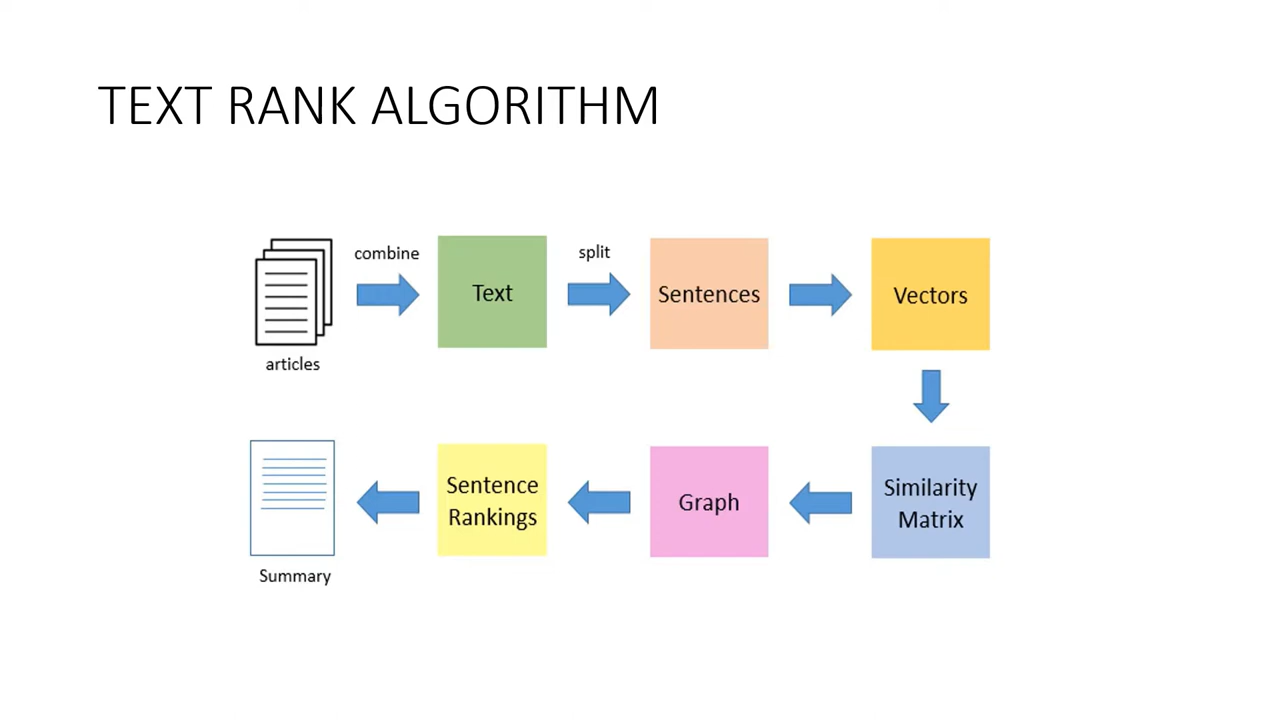 TEXT RANK ALGORITHM
combine
split
Text
Sentences
Vectors
articles
Similarity
Matrix
Graph
Sentence
Rankings
Summary